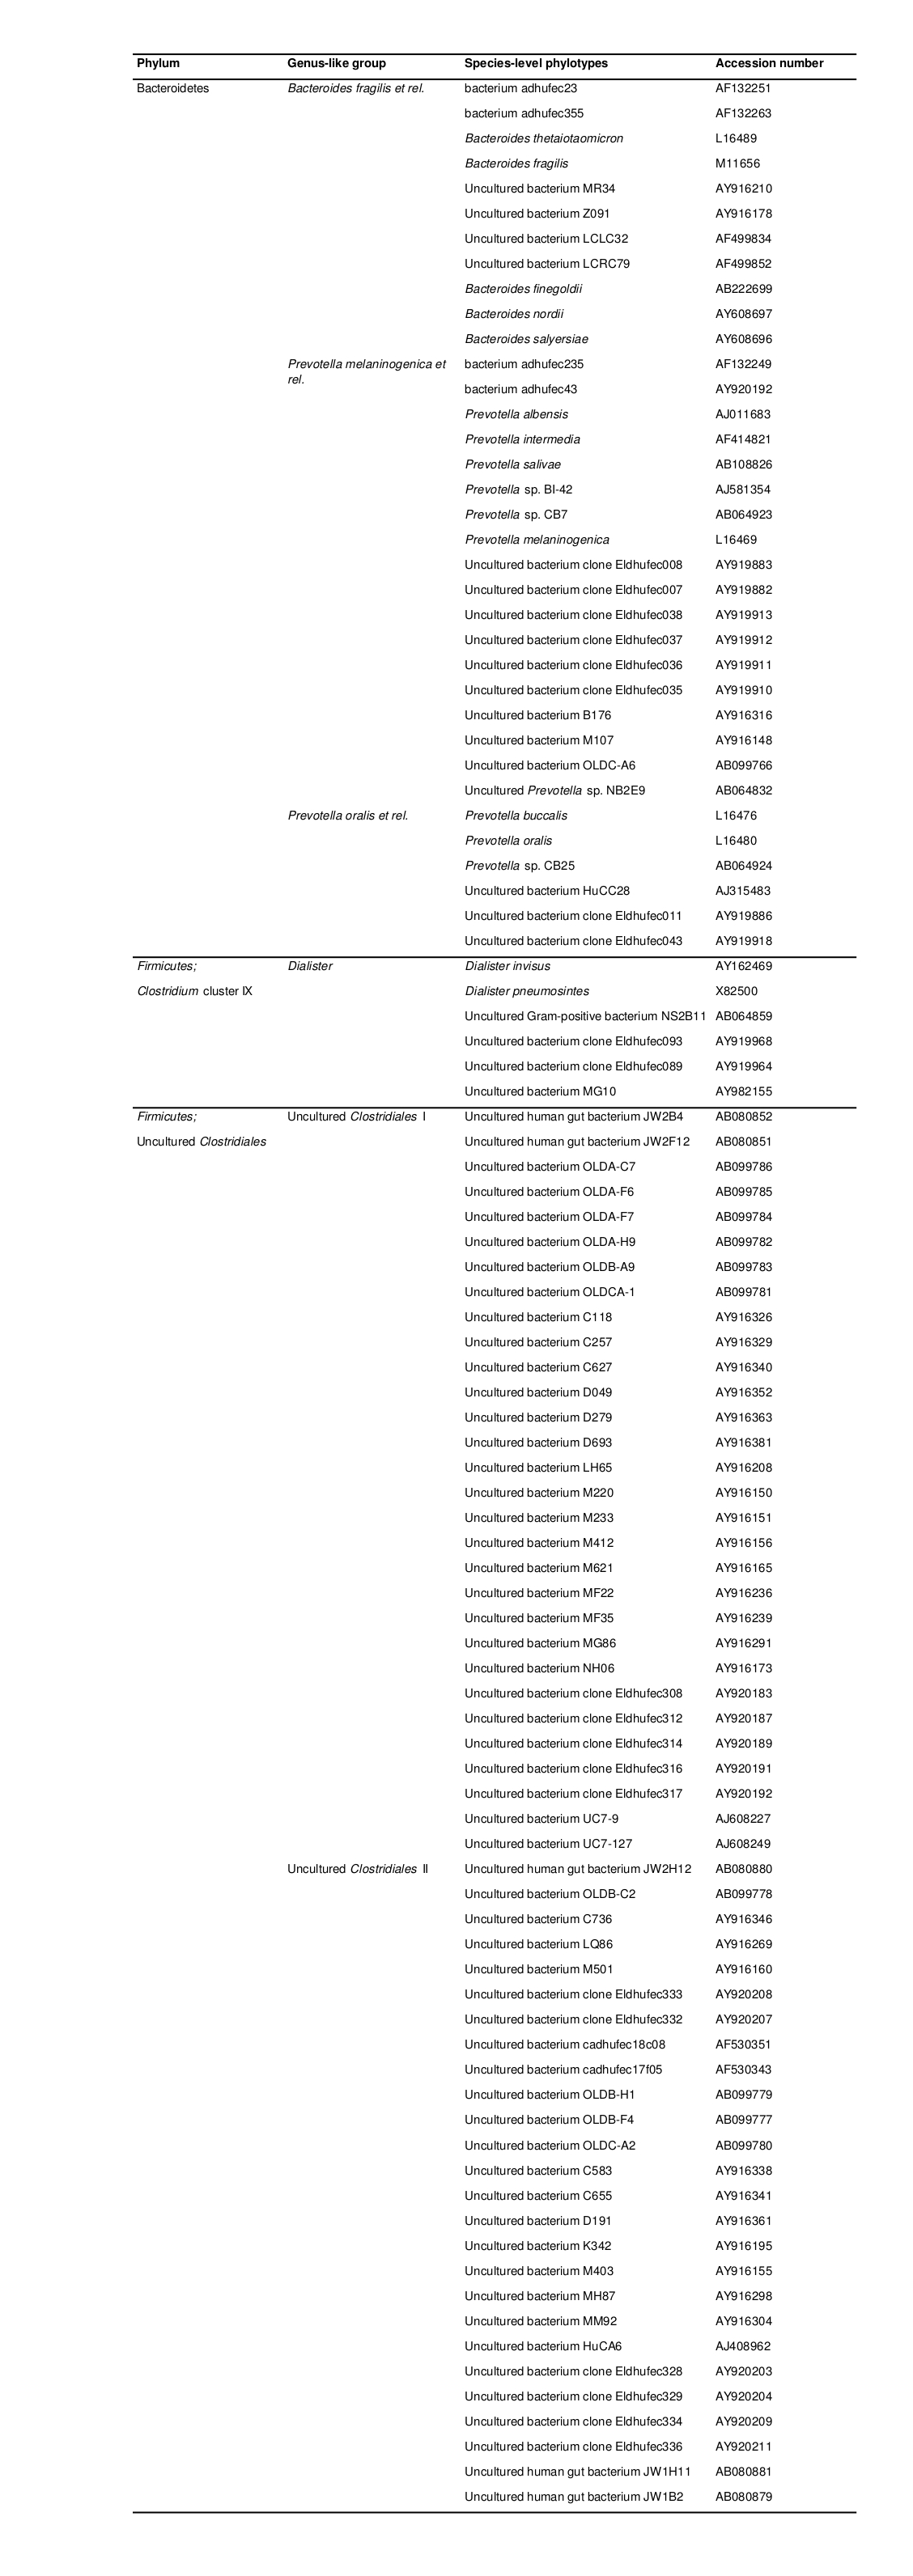 Phylum Genus-like group Species-level phylotypes Accession number
Bacteroidetes Bacteroides fragilis et rel. bacterium adhufec23 AF132251
bacterium adhufec355 AF132263
Bacteroides thetaiotaomicron L16489
Bacteroides fragilis M11656
Uncultured bacterium MR34 AY916210
Uncultured bacterium Z091 AY916178
Uncultured bacterium LCLC32 AF499834
Uncultured bacterium LCRC79 AF499852
Bacteroides finegoldii AB222699
Bacteroides nordii AY608697
Bacteroides salyersiae AY608696
Prevotella melaninogenica et bacterium adhufec235 AF132249
rel.
bacterium adhufec43 AY920192
Prevotella albensis AJ011683
Prevotella intermedia AF414821
Prevotella salivae AB108826
Prevotella sp. BI-42 AJ581354
Prevotella sp. CB7 AB064923
Prevotella melaninogenica L16469
Uncultured bacterium clone Eldhufec008 AY919883
Uncultured bacterium clone Eldhufec007 AY919882
Uncultured bacterium clone Eldhufec038 AY919913
Uncultured bacterium clone Eldhufec037 AY919912
Uncultured bacterium clone Eldhufec036 AY919911
Uncultured bacterium clone Eldhufec035 AY919910
Uncultured bacterium B176 AY916316
Uncultured bacterium M107 AY916148
Uncultured bacterium OLDC-A6 AB099766
Uncultured Prevotella sp. NB2E9 AB064832
Prevotella oralis et rel. Prevotella buccalis L16476
Prevotella oralis L16480
Prevotella sp. CB25 AB064924
Uncultured bacterium HuCC28 AJ315483
Uncultured bacterium clone Eldhufec011 AY919886
Uncultured bacterium clone Eldhufec043 AY919918
Firmicutes; Dialister Dialister invisus AY162469
Clostridium cluster IX Dialister pneumosintes X82500
Uncultured Gram-positive bacterium NS2B11 AB064859
Uncultured bacterium clone Eldhufec093 AY919968
Uncultured bacterium clone Eldhufec089 AY919964
Uncultured bacterium MG10 AY982155
Firmicutes; Uncultured Clostridiales I Uncultured human gut bacterium JW2B4 AB080852
Uncultured Clostridiales Uncultured human gut bacterium JW2F12 AB080851
Uncultured bacterium OLDA-C7 AB099786
Uncultured bacterium OLDA-F6 AB099785
Uncultured bacterium OLDA-F7 AB099784
Uncultured bacterium OLDA-H9 AB099782
Uncultured bacterium OLDB-A9 AB099783
Uncultured bacterium OLDCA-1 AB099781
Uncultured bacterium C118 AY916326
Uncultured bacterium C257 AY916329
Uncultured bacterium C627 AY916340
Uncultured bacterium D049 AY916352
Uncultured bacterium D279 AY916363
Uncultured bacterium D693 AY916381
Uncultured bacterium LH65 AY916208
Uncultured bacterium M220 AY916150
Uncultured bacterium M233 AY916151
Uncultured bacterium M412 AY916156
Uncultured bacterium M621 AY916165
Uncultured bacterium MF22 AY916236
Uncultured bacterium MF35 AY916239
Uncultured bacterium MG86 AY916291
Uncultured bacterium NH06 AY916173
Uncultured bacterium clone Eldhufec308 AY920183
Uncultured bacterium clone Eldhufec312 AY920187
Uncultured bacterium clone Eldhufec314 AY920189
Uncultured bacterium clone Eldhufec316 AY920191
Uncultured bacterium clone Eldhufec317 AY920192
Uncultured bacterium UC7-9 AJ608227
Uncultured bacterium UC7-127 AJ608249
Uncultured Clostridiales II Uncultured human gut bacterium JW2H12 AB080880
Uncultured bacterium OLDB-C2 AB099778
Uncultured bacterium C736 AY916346
Uncultured bacterium LQ86 AY916269
Uncultured bacterium M501 AY916160
Uncultured bacterium clone Eldhufec333 AY920208
Uncultured bacterium clone Eldhufec332 AY920207
Uncultured bacterium cadhufec18c08 AF530351
Uncultured bacterium cadhufec17f05 AF530343
Uncultured bacterium OLDB-H1 AB099779
Uncultured bacterium OLDB-F4 AB099777
Uncultured bacterium OLDC-A2 AB099780
Uncultured bacterium C583 AY916338
Uncultured bacterium C655 AY916341
Uncultured bacterium D191 AY916361
Uncultured bacterium K342 AY916195
Uncultured bacterium M403 AY916155
Uncultured bacterium MH87 AY916298
Uncultured bacterium MM92 AY916304
Uncultured bacterium HuCA6 AJ408962
Uncultured bacterium clone Eldhufec328 AY920203
Uncultured bacterium clone Eldhufec329 AY920204
Uncultured bacterium clone Eldhufec334 AY920209
Uncultured bacterium clone Eldhufec336 AY920211
Uncultured human gut bacterium JW1H11 AB080881
Uncultured human gut bacterium JW1B2 AB080879